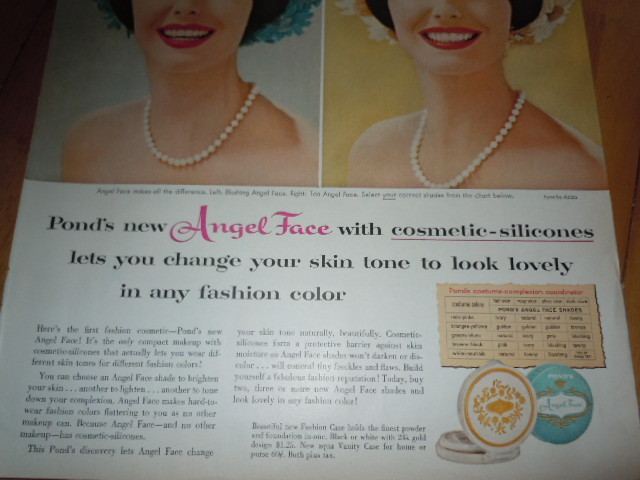 Angel Face makes all the difference. Left: Blushing Angel Face. Right: Tan Angel Face. Select your correct shades from the chart below.
Pond's new Angel Face with cosmetic-silicones
lets you change your skin tone to look lovely
in any fashion color
Here's the first fashion cosmetic—Pond's new
Angel Face! It's the only compact makeup with
cosmetic-silicones that actually lets you wear dif-
ferent skin tones for different fashion colors!
You can choose an Angel Face shade to brighten
your skin . . . another to lighten . . . another to tone
down your complexion. Angel Face makes hard-to-
wear fashion colors flattering to you as no other
makeup can. Because Angel Face—and no other
makeup—has cosmetic-silicones.
This Pond's discovery lets Angel Face change
your skin tone naturally, beautifully. Cosmetic-
silicones form a protective barrier against skin
moisture so Angel Face shades won't darken or dis-
color . . . will conceal tiny freckles and flaws. Build
yourself a fabulous fashion reputation! Today, buy
two, three or more new Angel Face shades and
look lovely in any fashion color!
Beautiful new Fashion Case holds the finest powder
and foundation in-one. Black or white with 24k gold
design $1.25. New aqua Vanity Case for home or
purse 69¢. Both plus tax.
Pond's costume-complexion coordinator
costume colors
POND'S ANGEL FACE SHADES
POND'S
Angel Face